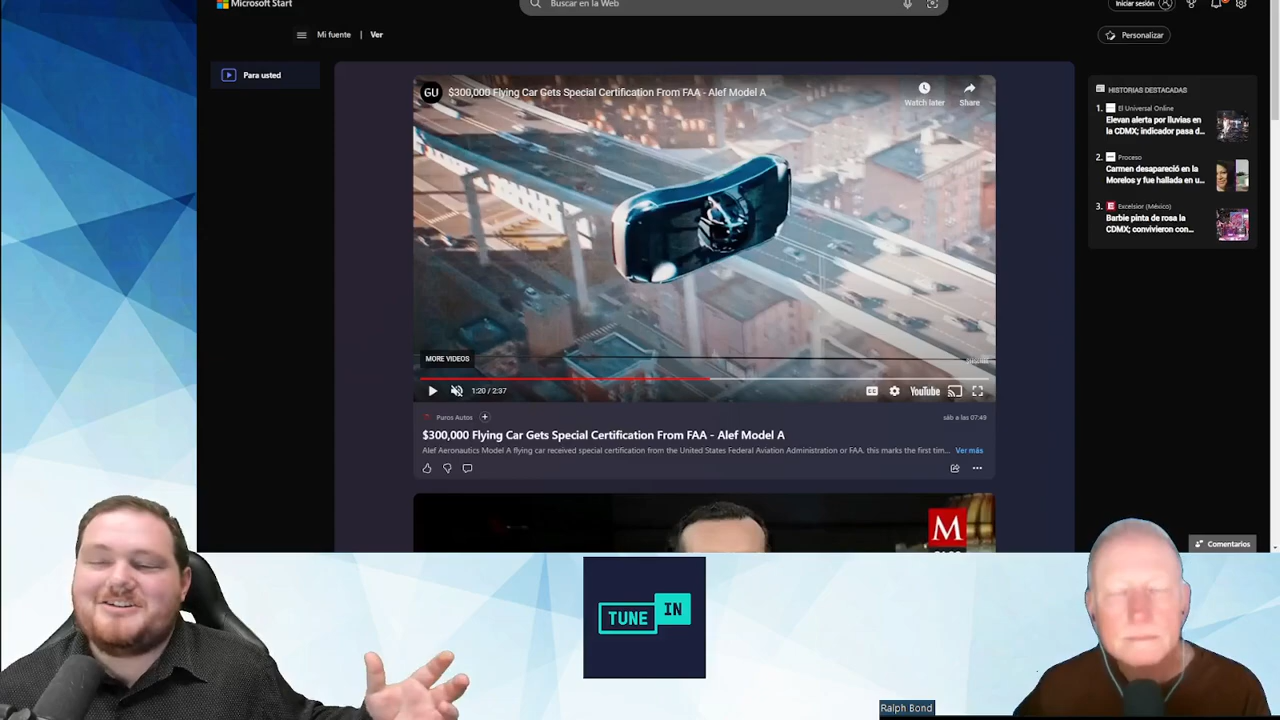 Microsoft Start
Buscar en la Web
Iniciar sesión
Mi fuente | Ver
Personalizar
Para usted
GU
$300,000 Flying Car Gets Special Certification From FAA - Alef Model A
Watch later
Share
MORE VIDEOS
1:20 / 2:37
CC
YouTube
Puros Autos
sáb a las 07:49
$300,000 Flying Car Gets Special Certification From FAA - Alef Model A
Alef Aeronautics Model A flying car received special certification from the United States Federal Aviation Administration or FAA. this marks the first tim... Ver más
HISTORIAS DESTACADAS
1. El Universal Online
Elevan alerta por lluvias en
la CDMX; indicador pasa d...
2. Proceso
Carmen desapareció en la
Morelos y fue hallada en u...
3. E Excelsior (México)
Barbie pinta de rosa la
CDMX; convivieron con...
M
Comentarios
TUNE IN
Ralph Bond